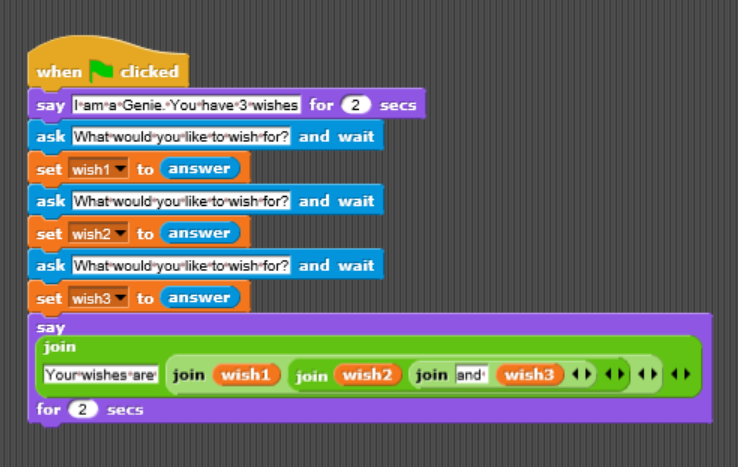 when clicked
say I am a Genie. You have 3 wishes for 2 secs
ask What would you like to wish for? and wait
set wish1 to answer
ask What would you like to wish for? and wait
set wish2 to answer
ask What would you like to wish for? and wait
set wish3 to answer
say
join
Your wishes are join wish1 join wish2 join and wish3
for 2 secs